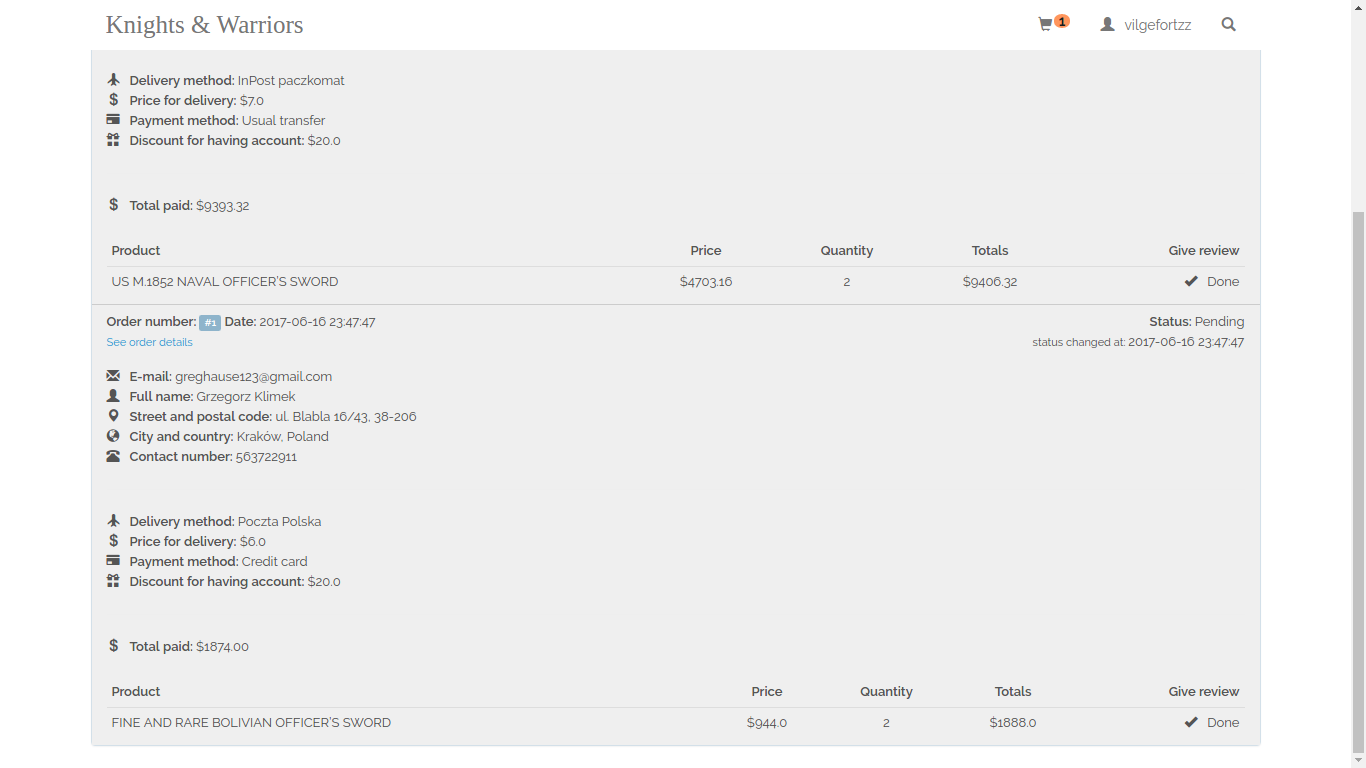 Knights & Warriors 1 vilgefortzz
Delivery method: InPost paczkomat
Price for delivery: $7.0
Payment method: Usual transfer
Discount for having account: $20.0
Total paid: $9393.32
Product Price Quantity Totals Give review
US M.1852 NAVAL OFFICER'S SWORD $4703.16 2 $9406.32 Done
Order number: #1 Date: 2017-06-16 23:47:47 Status: Pending
See order details status changed at: 2017-06-16 23:47:47
E-mail: greghause123@gmail.com
Full name: Grzegorz Klimek
Street and postal code: ul. Blabla 16/43, 38-206
City and country: Kraków, Poland
Contact number: 563722911
Delivery method: Poczta Polska
Price for delivery: $6.0
Payment method: Credit card
Discount for having account: $20.0
Total paid: $1874.00
Product Price Quantity Totals Give review
FINE AND RARE BOLIVIAN OFFICER'S SWORD $944.0 2 $1888.0 Done